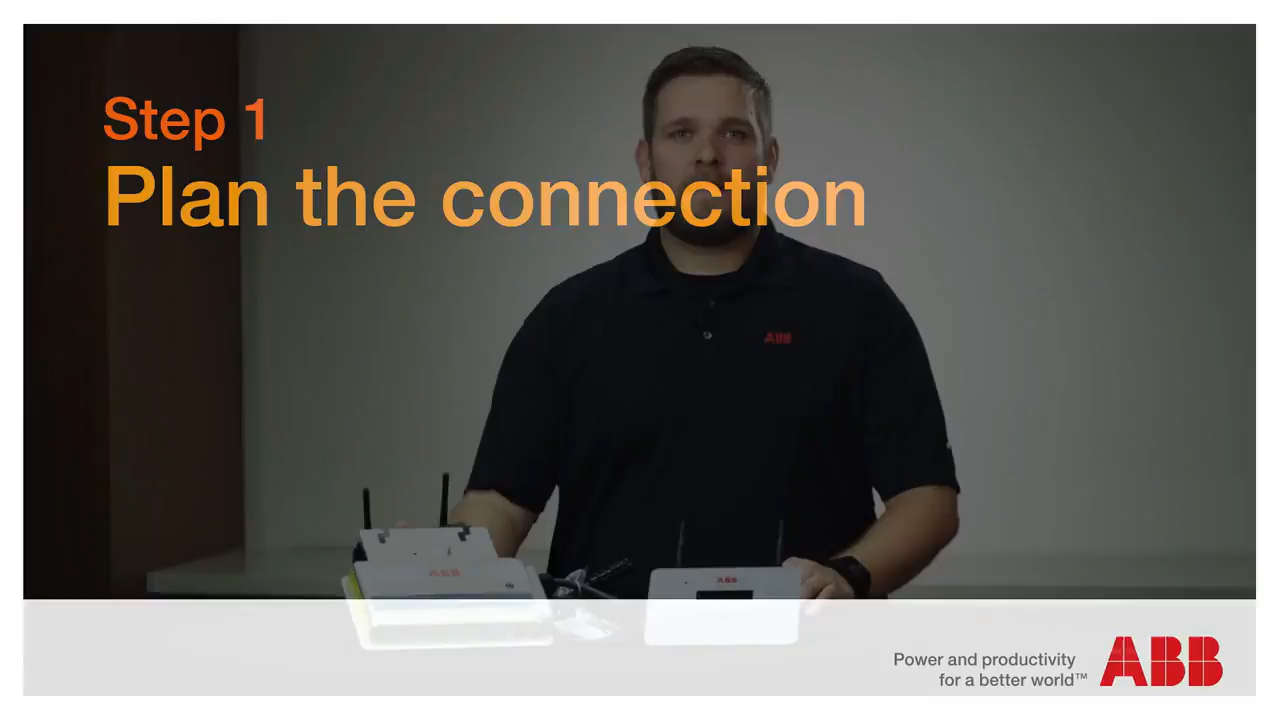 Step 1
Plan the connection
ABB
ABB
ABB
Power and productivity
for a better world™
ABB